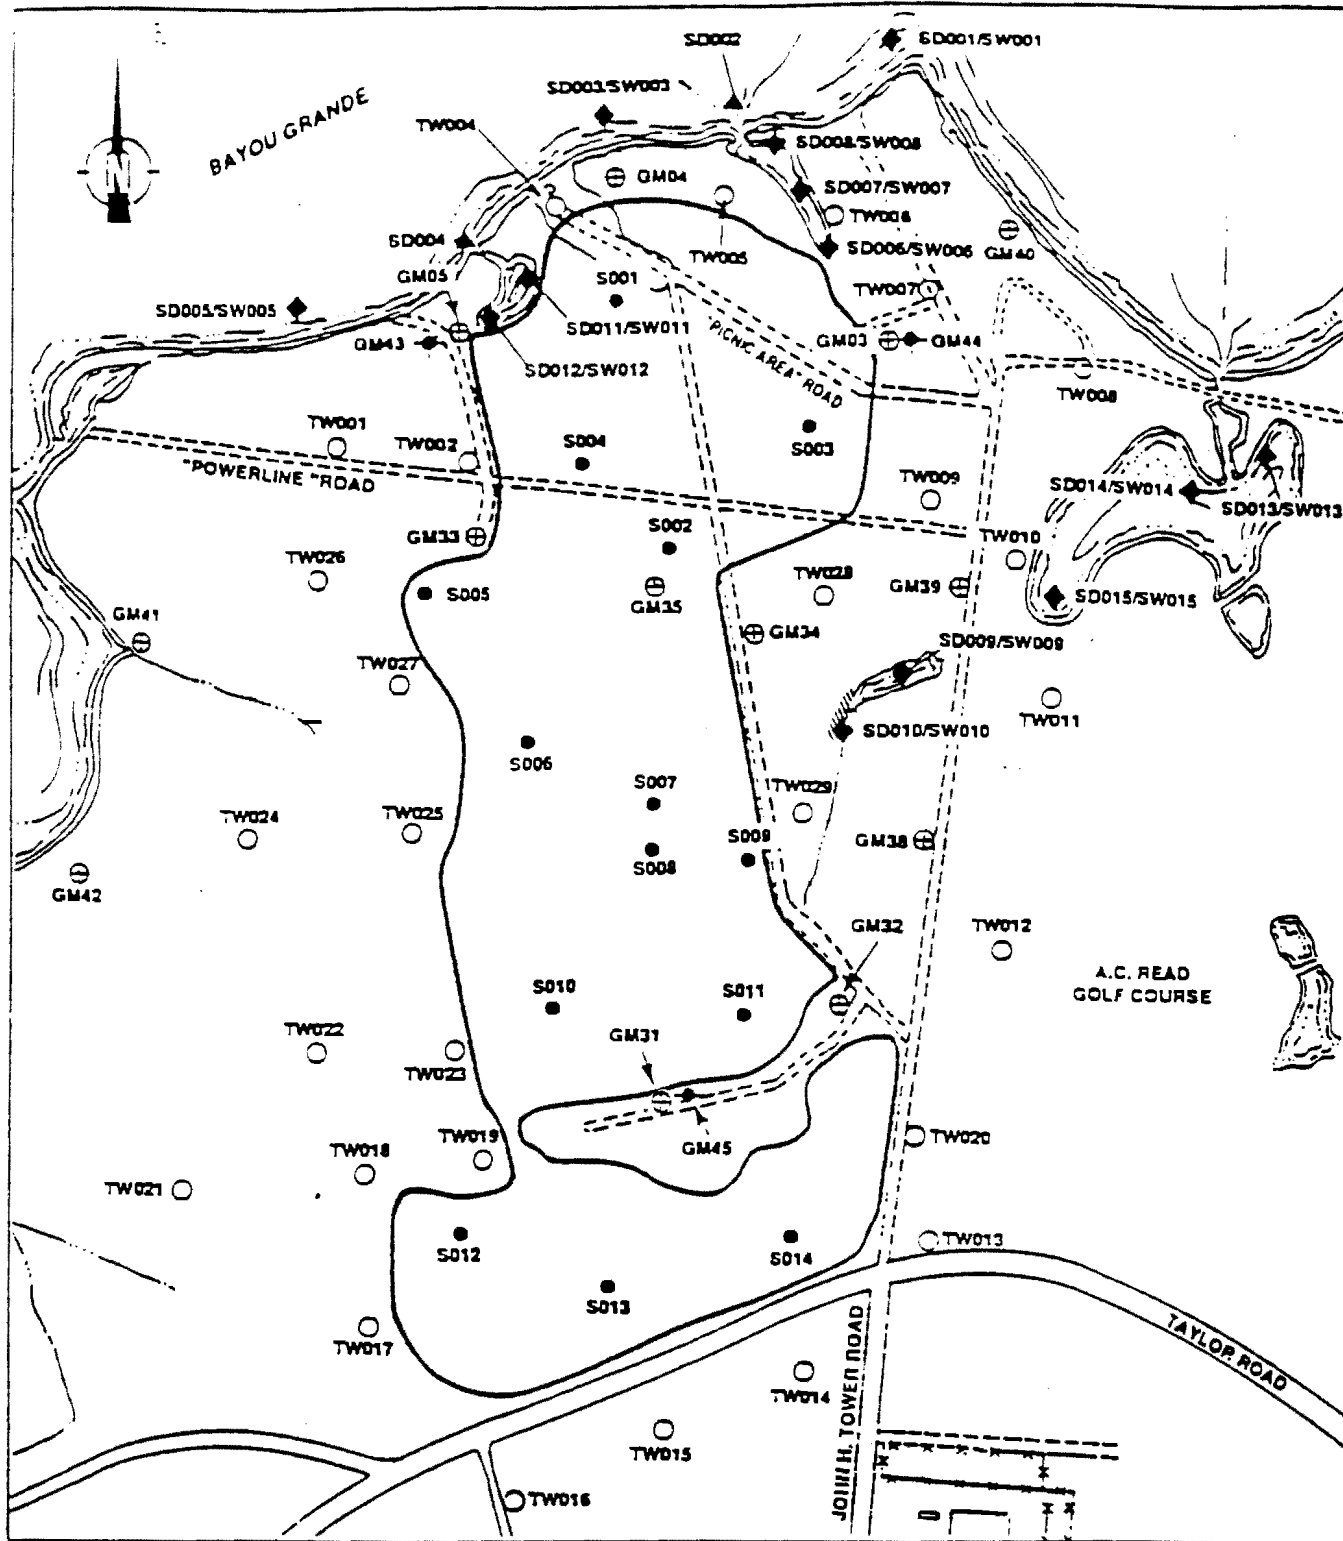 SD002
SD001/SW001
SD003/SW003
BAYOU GRANDE
TW004
SD008/SW008
GM04
SD007/SW007
TW006
SD004
TW005
SD006/SW006
GM40
GM05
S001
TW007
SD005/SW005
SD011/SW011
PICNIC AREA ROAD
GM43
GM03
GM44
SD012/SW012
TW008
TW001
TW002
S004
S003
"POWERLINE" ROAD
TW009
SD014/SW014
SD013/SW013
GM33
S002
TW010
TW026
S005
GM35
TW028
GM39
SD015/SW015
GM41
GM34
SD009/SW009
TW027
TW011
SD010/SW010
S006
S007
TW029
TW024
TW025
S009
GM38
S008
GM42
GM32
TW012
A.C. READ
GOLF COURSE
S010
S011
TW022
GM31
TW023
TW019
TW020
TW018
GM45
TW021
S012
S014
TW013
S013
TW017
TAYLOR ROAD
JOHN H. TOWER ROAD
TW014
TW015
TW016
N